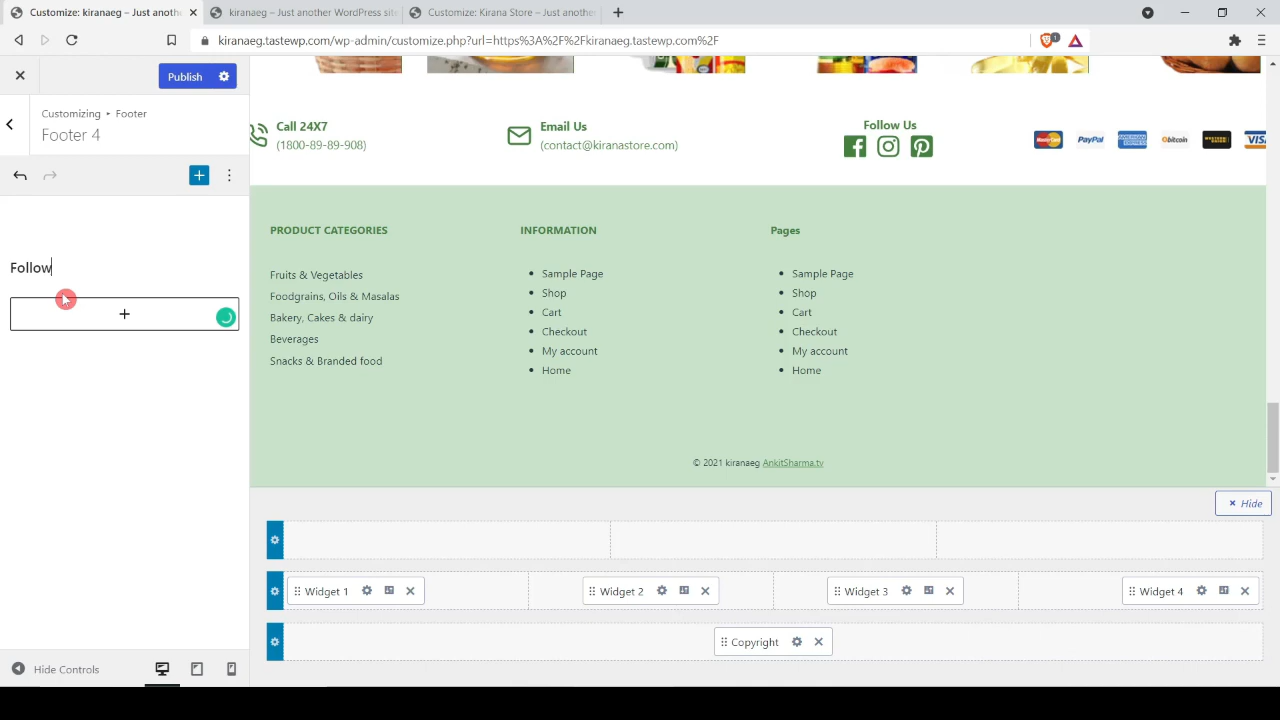 Customize: kiranaeg – Just anothe
kiranaeg – Just another WordPress site
Customize: Kirana Store – Just another
kiranaeg.tastewp.com/wp-admin/customize.php?url=https%3A%2F%2Fkiranaeg.tastewp.com%2F
1
Publish
Customizing ‣ Footer
Footer 4
Follow
Hide Controls
Call 24X7
(1800-89-89-908)
Email Us
(contact@kiranastore.com)
Follow Us
PayPal
bitcoin
VISA
PRODUCT CATEGORIES
Fruits & Vegetables
Foodgrains, Oils & Masalas
Bakery, Cakes & dairy
Beverages
Snacks & Branded food
INFORMATION
• Sample Page
• Shop
• Cart
• Checkout
• My account
• Home
Pages
• Sample Page
• Shop
• Cart
• Checkout
• My account
• Home
© 2021 kiranaeg AnkitSharma.tv
× Hide
Widget 1
Widget 2
Widget 3
Widget 4
Copyright